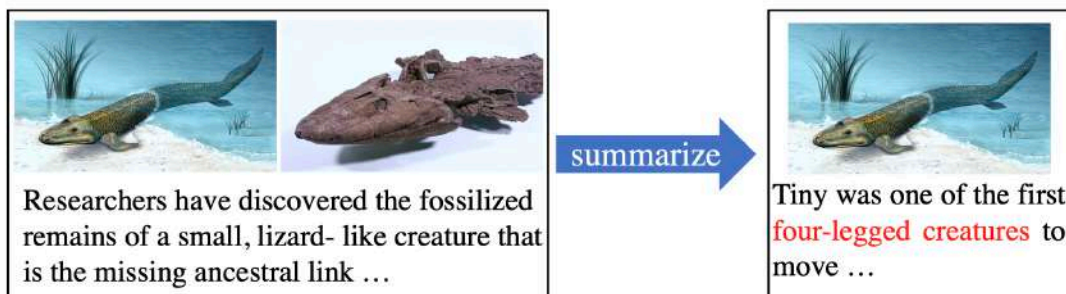 Researchers have discovered the fossilized
remains of a small, lizard- like creature that
is the missing ancestral link …
summarize
Tiny was one of the first
four-legged creatures to
move …